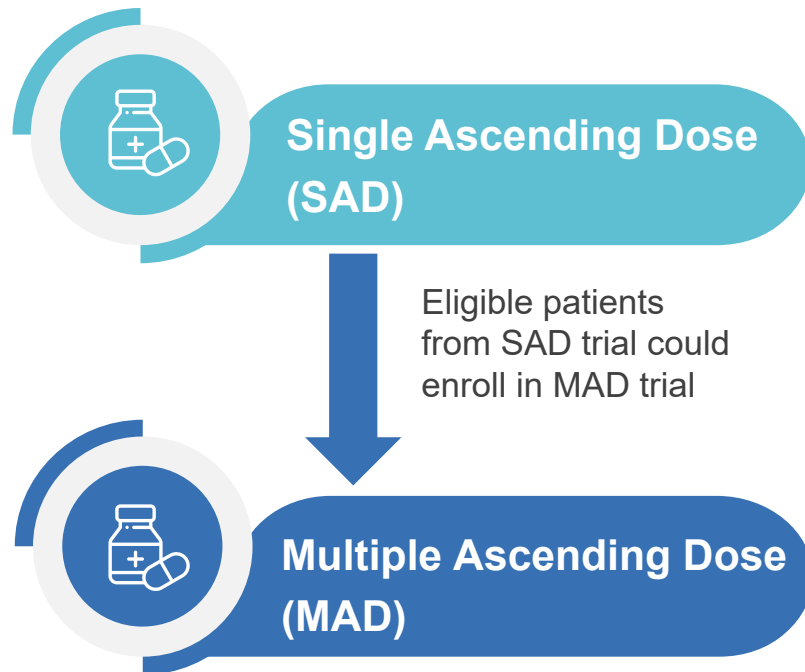 Single Ascending Dose
(SAD)
Eligible patients
from SAD trial could
enroll in MAD trial
Multiple Ascending Dose
(MAD)